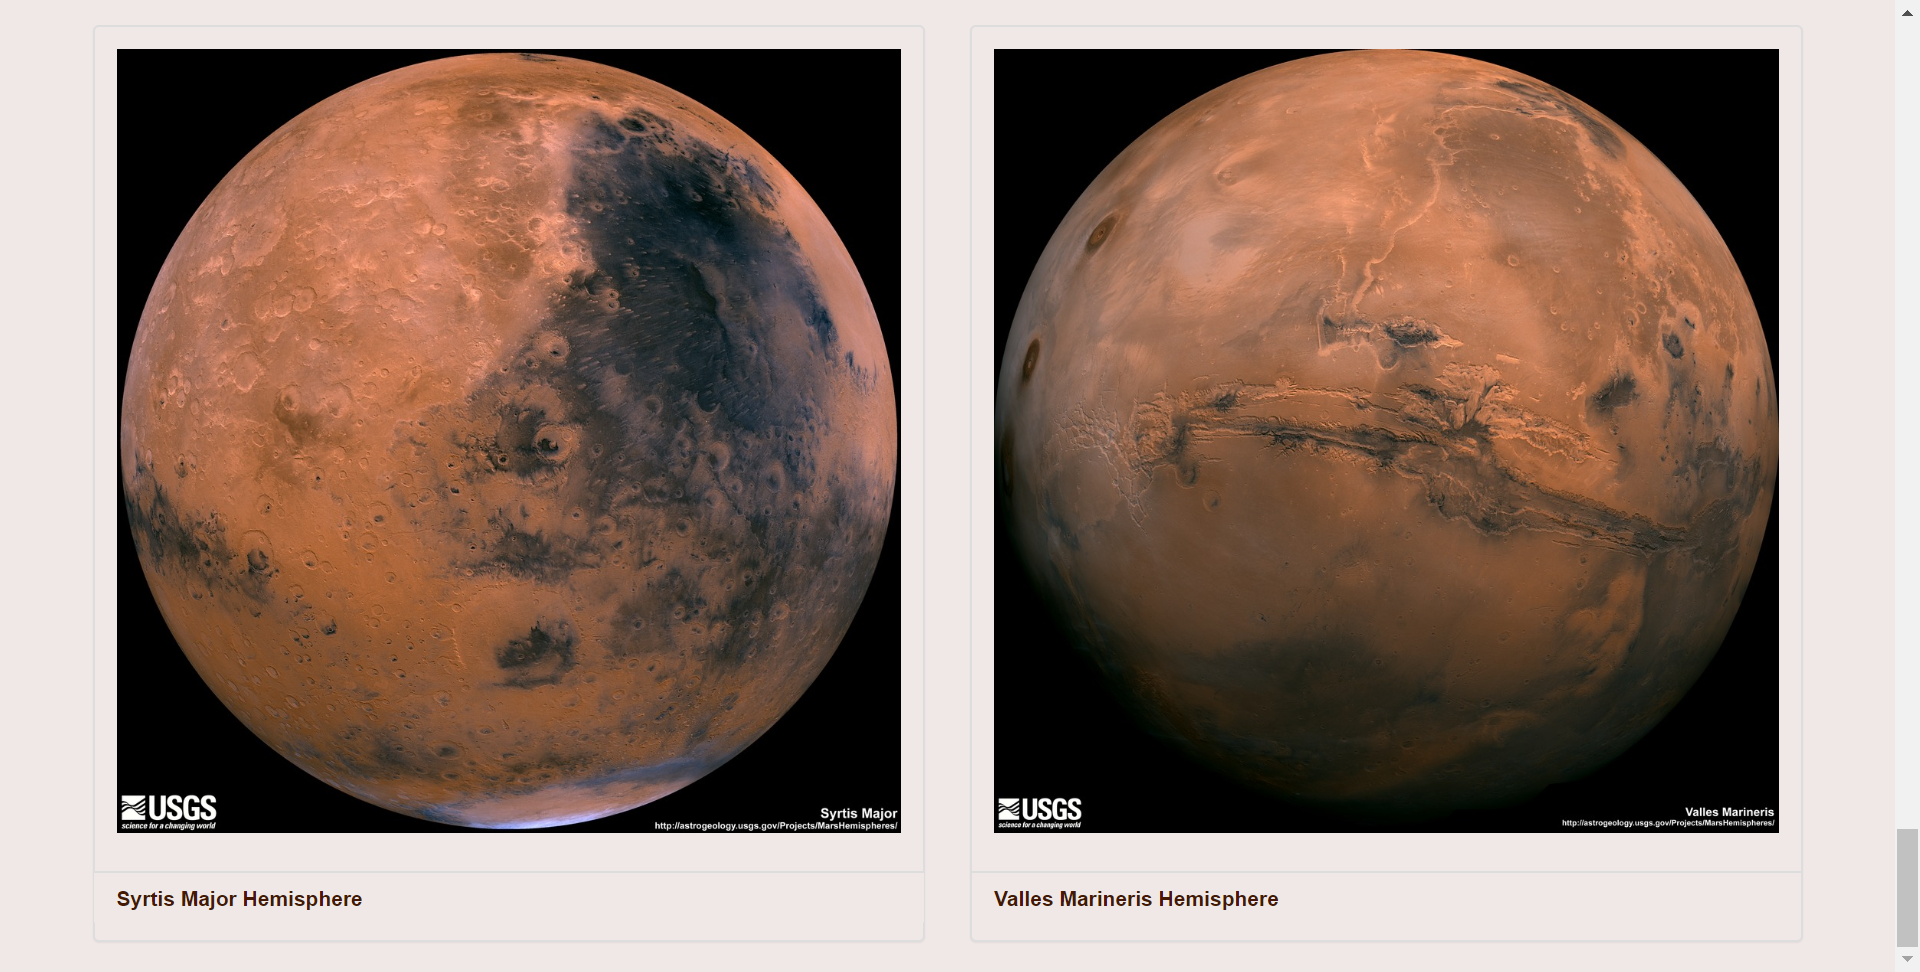 USGS
science for a changing world
Syrtis Major
http://astrogeology.usgs.gov/Projects/MarsHemispheres/
USGS
science for a changing world
Valles Marineris
http://astrogeology.usgs.gov/Projects/MarsHemispheres/
Syrtis Major Hemisphere
Valles Marineris Hemisphere